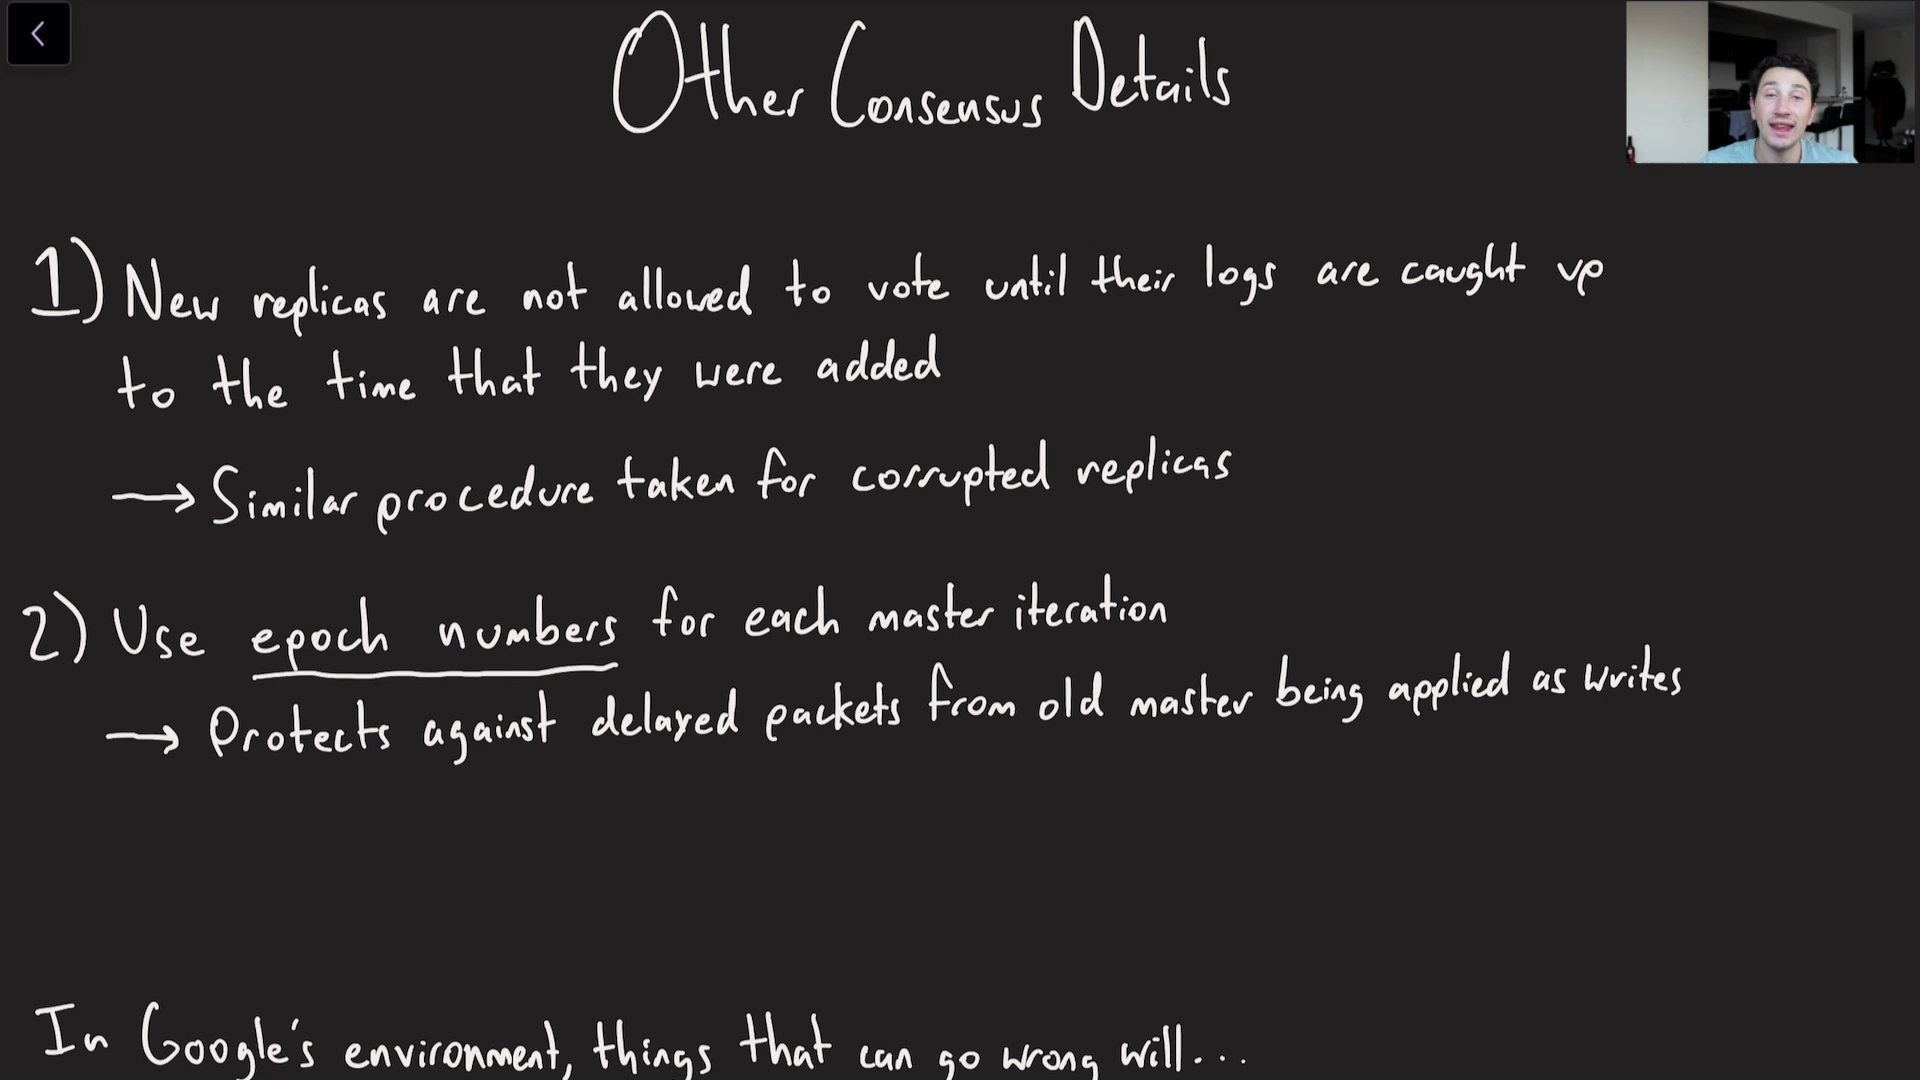 Other Consensus Details
1) New replicas are not allowed to vote until their logs are caught up
to the time that they were added
→ Similar procedure taken for corrupted replicas
2) Use epoch numbers for each master iteration
→ Protects against delayed packets from old master being applied as writes
In Google's environment, things that can go wrong will...